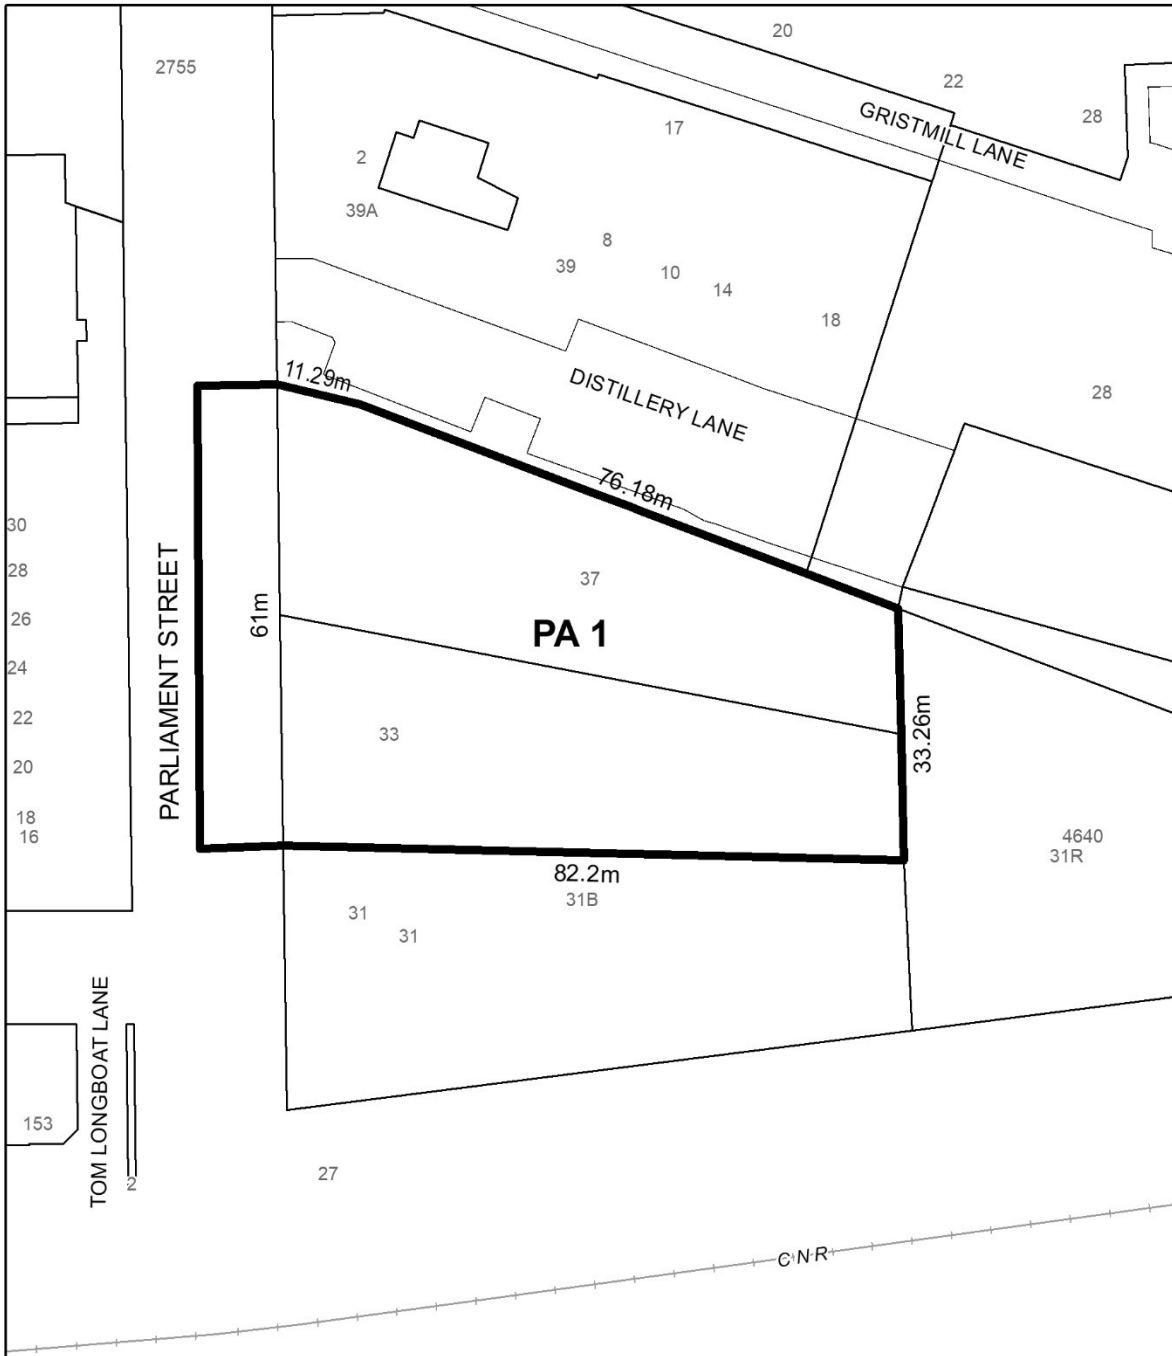 20
2755
22
28
GRISTMILL LANE
17
2
39A
8
39
10
14
18
11.29m
DISTILLERY LANE
28
76.18m
30
28
37
26
61m
PA 1
PARLIAMENT STREET
24
22
33
33.26m
20
18
16
4640
31R
82.2m
31B
31
31
TOM LONGBOAT LANE
153
27
2
CNR